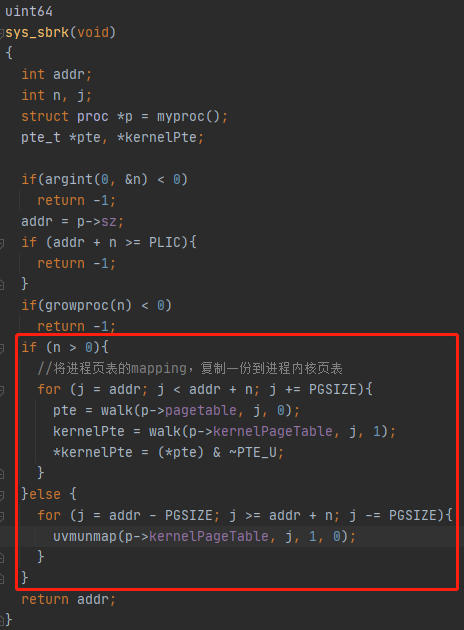 uint64
sys_sbrk(void)
{
  int addr;
  int n, j;
  struct proc *p = myproc();
  pte_t *pte, *kernelPte;

  if(argint(0, &n) < 0)
    return -1;
  addr = p->sz;
  if (addr + n >= PLIC){
    return -1;
  }
  if(growproc(n) < 0)
    return -1;
  if (n > 0){
    //将进程页表的mapping，复制一份到进程内核页表
    for (j = addr; j < addr + n; j += PGSIZE){
      pte = walk(p->pagetable, j, 0);
      kernelPte = walk(p->kernelPageTable, j, 1);
      *kernelPte = (*pte) & ~PTE_U;
    }
  }else {
    for (j = addr - PGSIZE; j >= addr + n; j -= PGSIZE){
      uvmunmap(p->kernelPageTable, j, 1, 0);
    }
  }
  return addr;
}